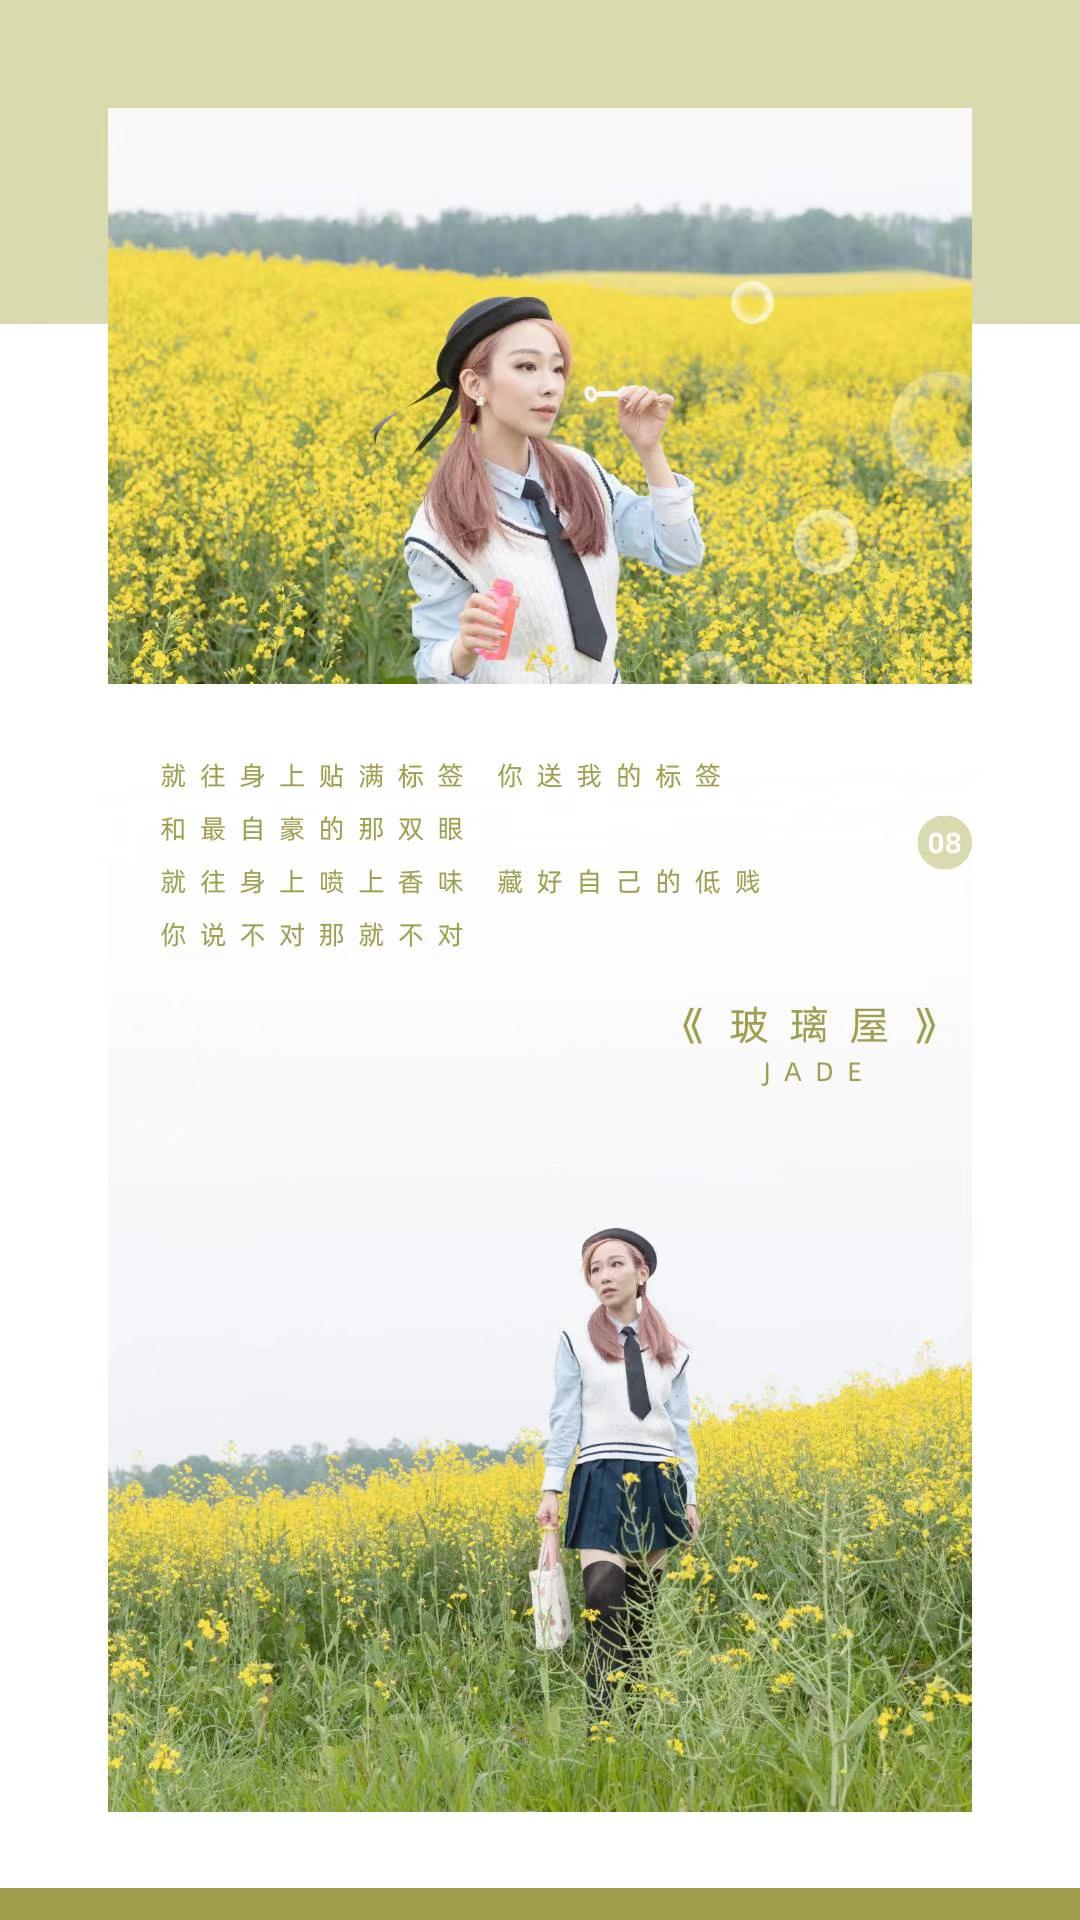 就往身上贴满标签 你送我的标签
和最自豪的那双眼
就往身上喷上香味 藏好自己的低贱
你说不对那就不对
08
《玻璃屋》
JADE